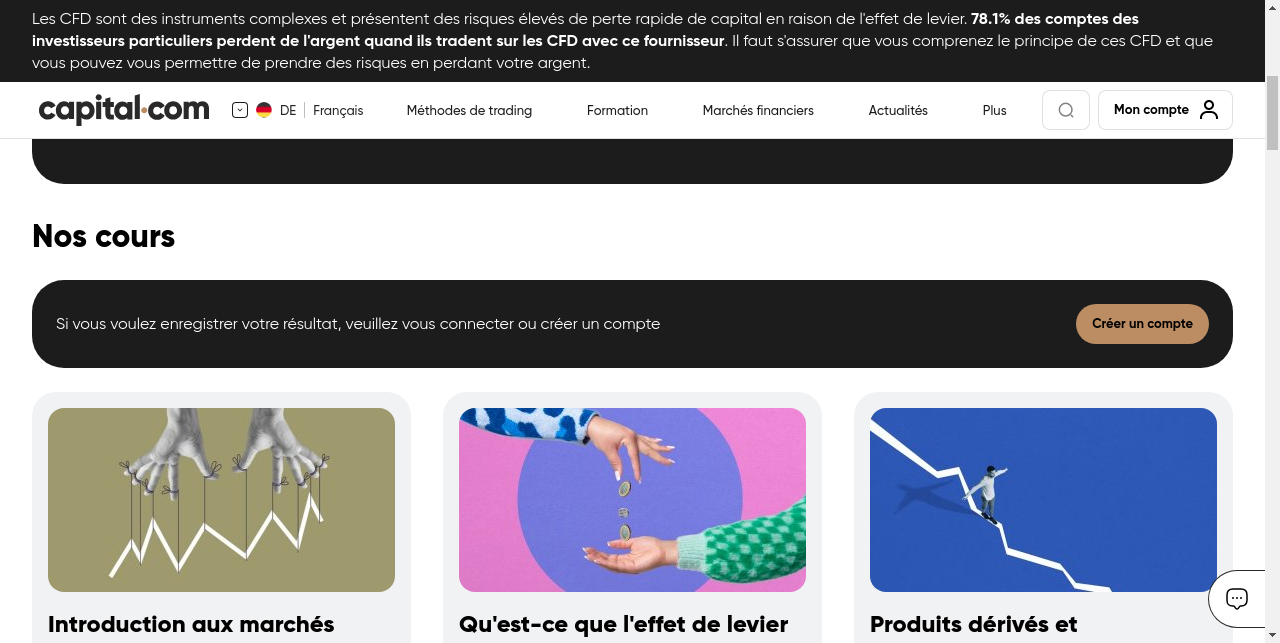 Les CFD sont des instruments complexes et présentent des risques élevés de perte rapide de capital en raison de l'effet de levier. 78.1% des comptes des
investisseurs particuliers perdent de l'argent quand ils tradent sur les CFD avec ce fournisseur. Il faut s'assurer que vous comprenez le principe de ces CFD et que
vous pouvez vous permettre de prendre des risques en perdant votre argent.
capital.com DE Français Méthodes de trading Formation Marchés financiers Actualités Plus Mon compte
Nos cours
Si vous voulez enregistrer votre résultat, veuillez vous connecter ou créer un compte Créer un compte
Introduction aux marchés
Qu'est-ce que l'effet de levier
Produits dérivés et